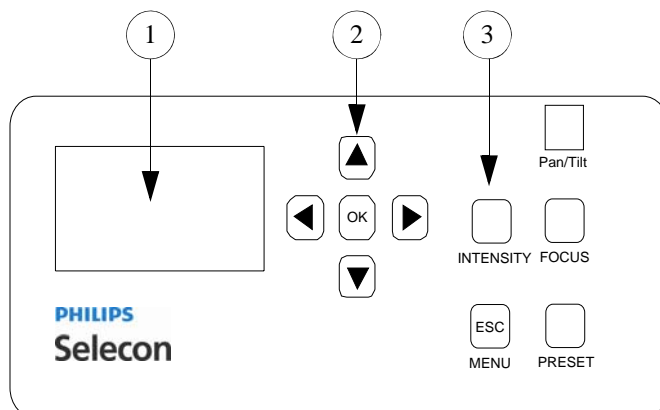 1 2 3
Pan/Tilt
OK
INTENSITY FOCUS
PHILIPS
Selecon
ESC
MENU PRESET